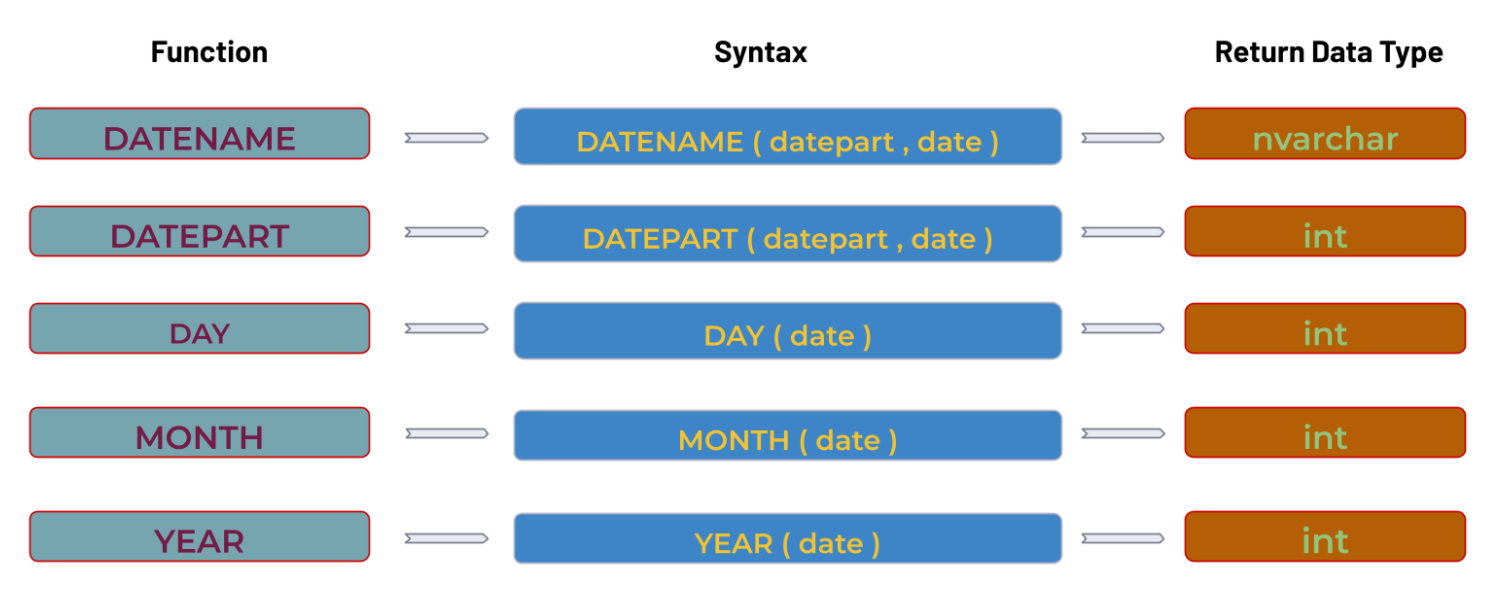 Function Syntax Return Data Type
DATENAME DATENAME ( datepart , date ) nvarchar
DATEPART DATEPART ( datepart , date ) int
DAY DAY ( date ) int
MONTH MONTH ( date ) int
YEAR YEAR ( date ) int